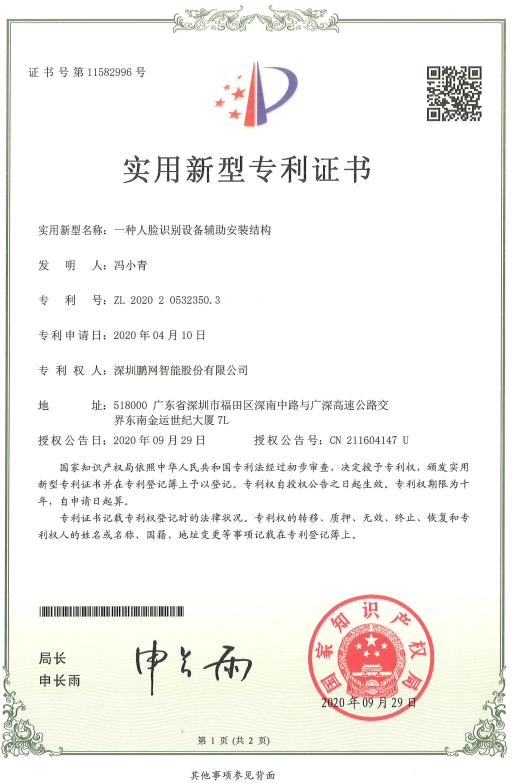 证书号第11582996号
实用新型专利证书
实用新型名称：一种人脸识别设备辅助安装结构
发明人：冯小青
专利号：ZL 2020 2 0532350.3
专利申请日：2020年04月10日
专利权人：深圳鹏网智能股份有限公司
地址：518000 广东省深圳市福田区深南中路与广深高速公路交
界东南金运世纪大厦7L
授权公告日：2020年09月29日 授权公告号：CN 211604147 U
国家知识产权局依照中华人民共和国专利法经过初步审查，决定授予专利权，颁发实用
新型专利证书并在专利登记簿上予以登记。专利权自授权公告之日起生效。专利权期限为十
年，自申请日起算。
专利证书记载专利权登记时的法律状况。专利权的转移、质押、无效、终止、恢复和专
利权人的姓名或名称、国籍、地址变更等事项记载在专利登记簿上。
局长
申长雨
申长雨
国家知识产权局
2020年09月29日
第 1 页 (共 2 页)
其他事项参见背面